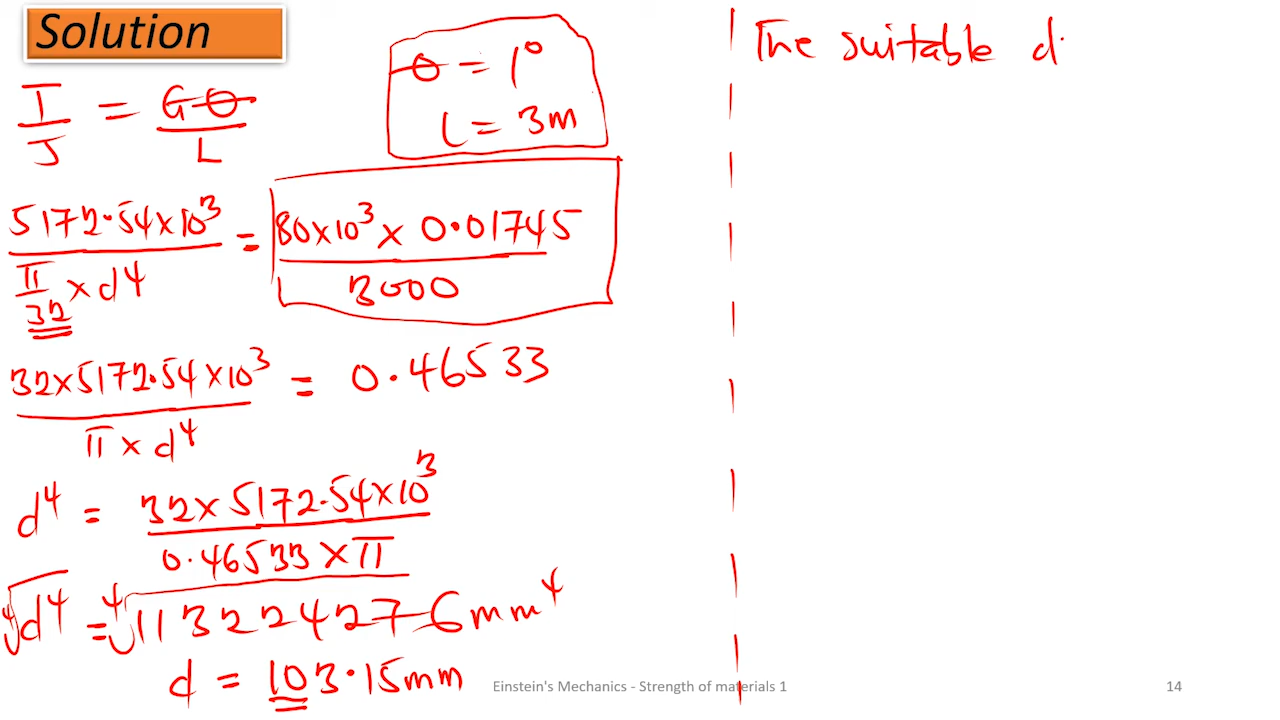 Solution
θ = 1°
L = 3m
T/J = Gθ/L
5172.54×10³ / (π/32 × d⁴) = 80×10³ × 0.01745 / 3000
32×5172.54×10³ / (π × d⁴) = 0.46533
d⁴ = 32×5172.54×10³ / (0.46533 × π)
⁴√d⁴ = ⁴√113224276mm⁴
d = 103.15mm
The suitable d
Einstein's Mechanics - Strength of materials 1
14